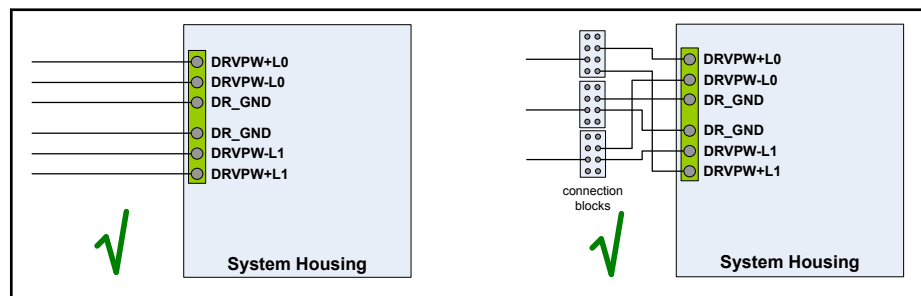 DRVPW+L0
DRVPW-L0
DR_GND
DR_GND
DRVPW-L1
DRVPW+L1
System Housing
DRVPW+L0
DRVPW-L0
DR_GND
DR_GND
DRVPW-L1
DRVPW+L1
connection
blocks
System Housing